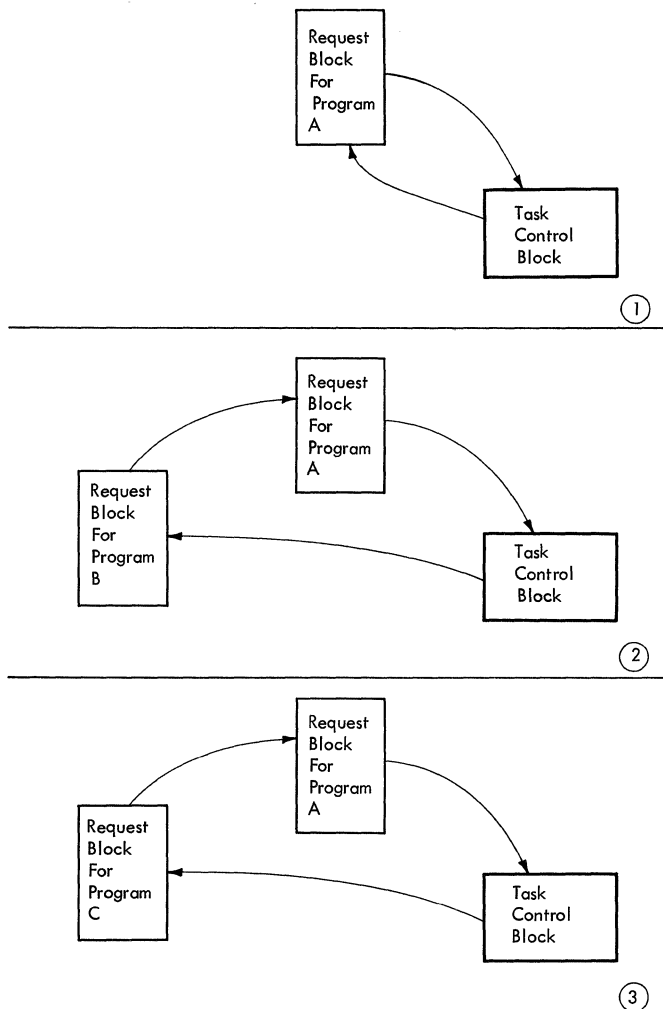 Request
Block
For
Program
A
Task
Control
Block
1
Request
Block
For
Program
A
Request
Block
For
Program
B
Task
Control
Block
2
Request
Block
For
Program
A
Request
Block
For
Program
C
Task
Control
Block
3